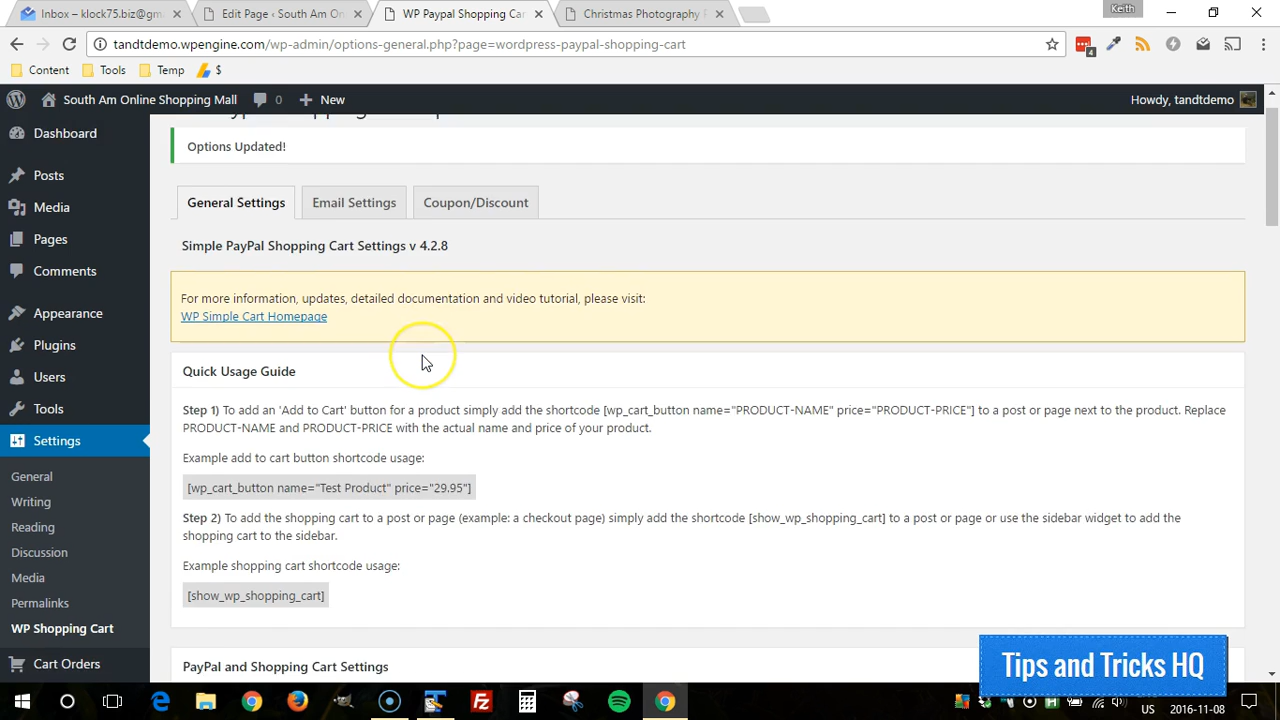 Keith
Inbox – klock75.biz@gm
Edit Page ‹ South Am On
WP Paypal Shopping Car
Christmas Photography P
tandtdemo.wpengine.com/wp-admin/options-general.php?page=wordpress-paypal-shopping-cart
4
Content
Tools
Temp
$
South Am Online Shopping Mall
0
New
Howdy, tandtdemo
Dashboard
Posts
Media
Pages
Comments
Appearance
Plugins
Users
Tools
Settings
General
Writing
Reading
Discussion
Media
Permalinks
WP Shopping Cart
Cart Orders
Options Updated!
General Settings
Email Settings
Coupon/Discount
Simple PayPal Shopping Cart Settings v 4.2.8
For more information, updates, detailed documentation and video tutorial, please visit:
WP Simple Cart Homepage
Quick Usage Guide
Step 1) To add an 'Add to Cart' button for a product simply add the shortcode [wp_cart_button name="PRODUCT-NAME" price="PRODUCT-PRICE"] to a post or page next to the product. Replace
PRODUCT-NAME and PRODUCT-PRICE with the actual name and price of your product.
Example add to cart button shortcode usage:
[wp_cart_button name="Test Product" price="29.95"]
Step 2) To add the shopping cart to a post or page (example: a checkout page) simply add the shortcode [show_wp_shopping_cart] to a post or page or use the sidebar widget to add the
shopping cart to the sidebar.
Example shopping cart shortcode usage:
[show_wp_shopping_cart]
PayPal and Shopping Cart Settings
Tips and Tricks HQ
US
2016-11-08